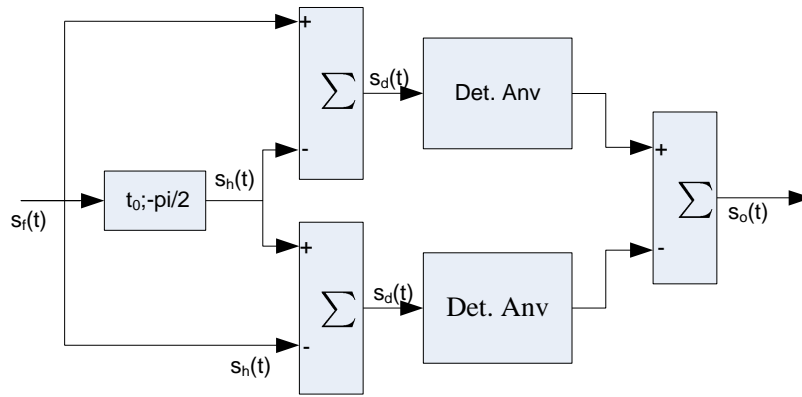 +
∑
-
s_d(t)
Det. Anv
s_f(t)
t_0;-pi/2
s_h(t)
+
∑
-
s_o(t)
+
∑
-
s_d(t)
Det. Anv
s_h(t)